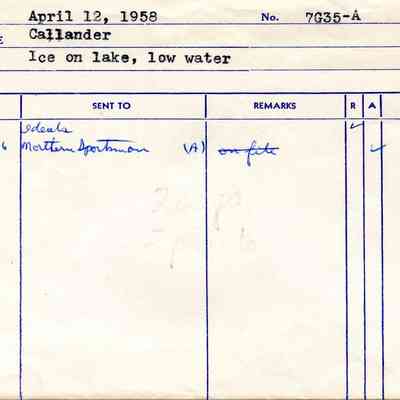 April 12, 1958 No. 7G35-A
E Callander
Ice on lake, low water
SENT TO REMARKS R A
Ideals ✓
6 Northern Sportsman (A) on file ✓